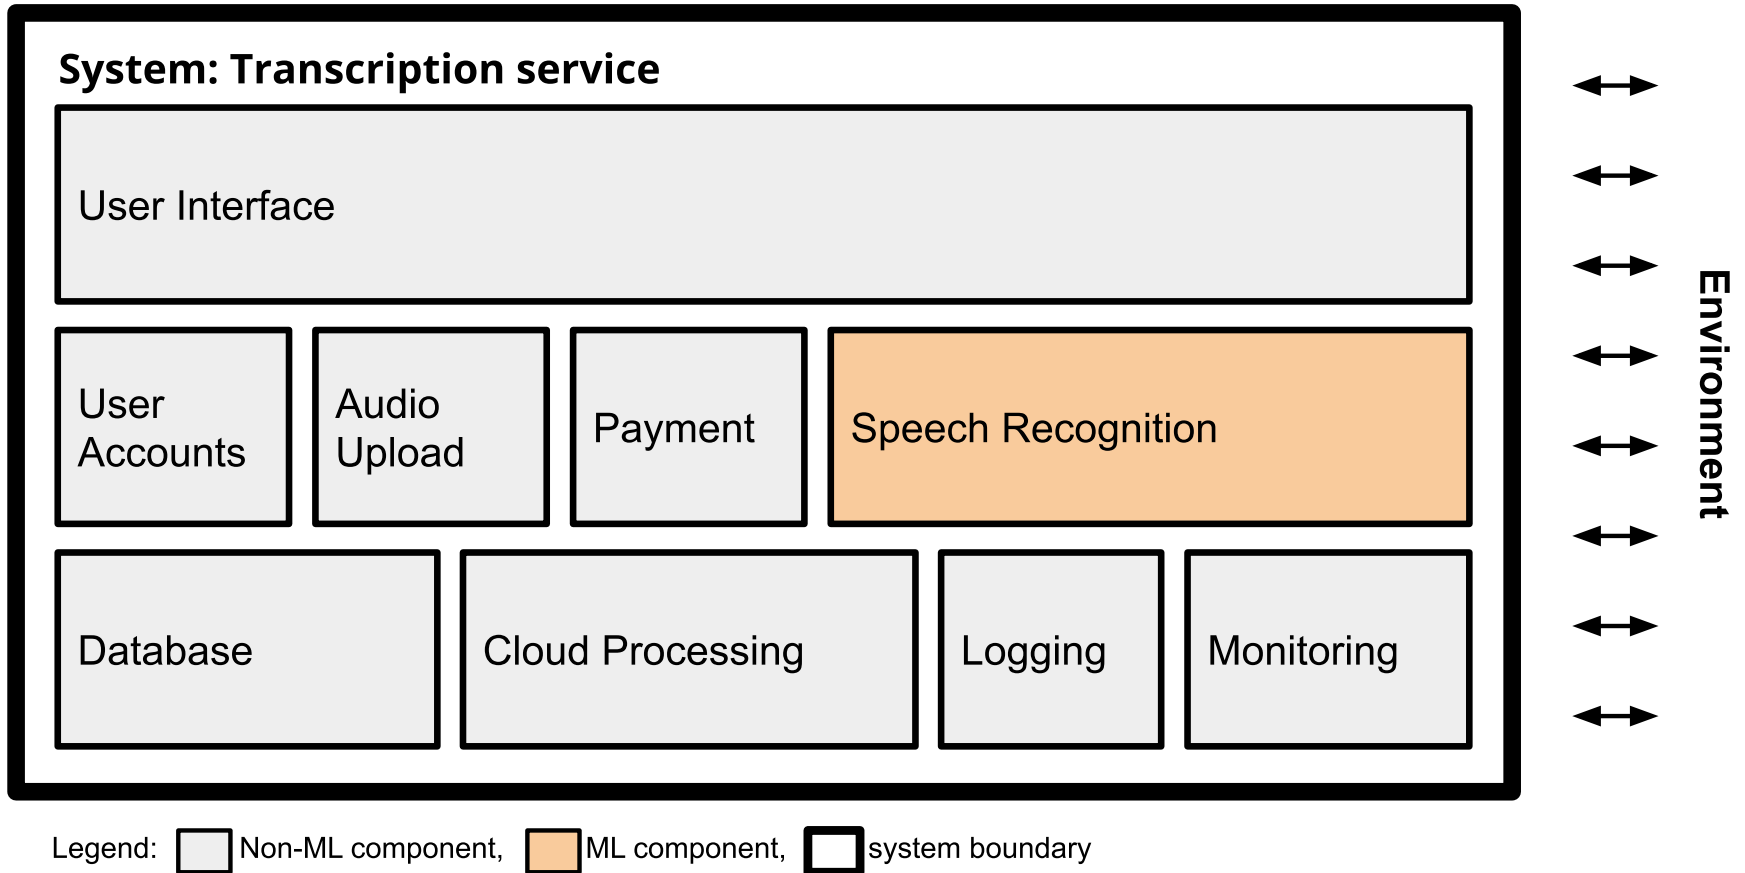 System: Transcription service
User Interface
User
Accounts
Audio
Upload
Payment
Speech Recognition
Database
Cloud Processing
Logging
Monitoring
Environment
Legend: Non-ML component, ML component, system boundary